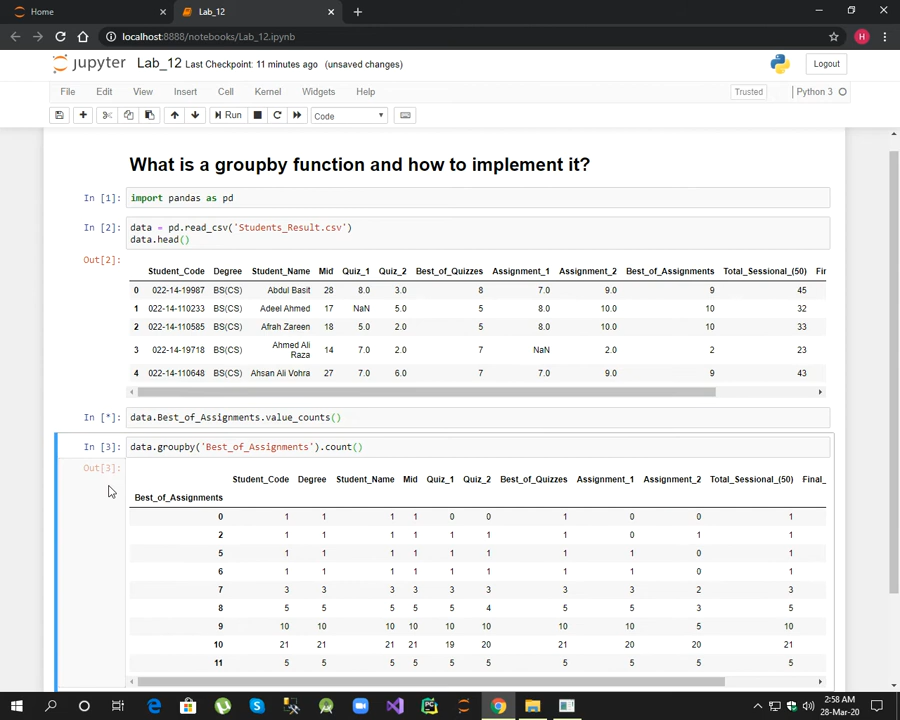 Home
Lab_12
localhost:8888/notebooks/Lab_12.ipynb
H
jupyter Lab_12 Last Checkpoint: 11 minutes ago (unsaved changes)
Logout
File Edit View Insert Cell Kernel Widgets Help
Trusted
Python 3
Run
Code
What is a groupby function and how to implement it?
In [1]: import pandas as pd
In [2]: data = pd.read_csv('Students_Result.csv')
data.head()
Out[2]:
Student_Code Degree Student_Name Mid Quiz_1 Quiz_2 Best_of_Quizzes Assignment_1 Assignment_2 Best_of_Assignments Total_Sessional_(50) Fir
0 022-14-19987 BS(CS) Abdul Basit 28 8.0 3.0 8 7.0 9.0 9 45
1 022-14-110233 BS(CS) Adeel Ahmed 17 NaN 5.0 5 8.0 10.0 10 32
2 022-14-110585 BS(CS) Afrah Zareen 18 5.0 2.0 5 8.0 10.0 10 33
3 022-14-19718 BS(CS) Ahmed Ali Raza 14 7.0 2.0 7 NaN 2.0 2 23
4 022-14-110648 BS(CS) Ahsan Ali Vohra 27 7.0 6.0 7 7.0 9.0 9 43
In [*]: data.Best_of_Assignments.value_counts()
In [3]: data.groupby('Best_of_Assignments').count()
Out[3]:
Student_Code Degree Student_Name Mid Quiz_1 Quiz_2 Best_of_Quizzes Assignment_1 Assignment_2 Total_Sessional_(50) Final_
Best_of_Assignments
0 1 1 1 1 0 0 1 0 0 1
2 1 1 1 1 1 1 1 0 1 1
5 1 1 1 1 1 1 1 1 0 1
6 1 1 1 1 1 1 1 1 0 1
7 3 3 3 3 3 3 3 3 2 3
8 5 5 5 5 5 4 5 5 3 5
9 10 10 10 10 10 10 10 10 5 10
10 21 21 21 21 19 20 21 20 20 21
11 5 5 5 5 5 5 5 5 5 5
2:58 AM
28-Mar-20